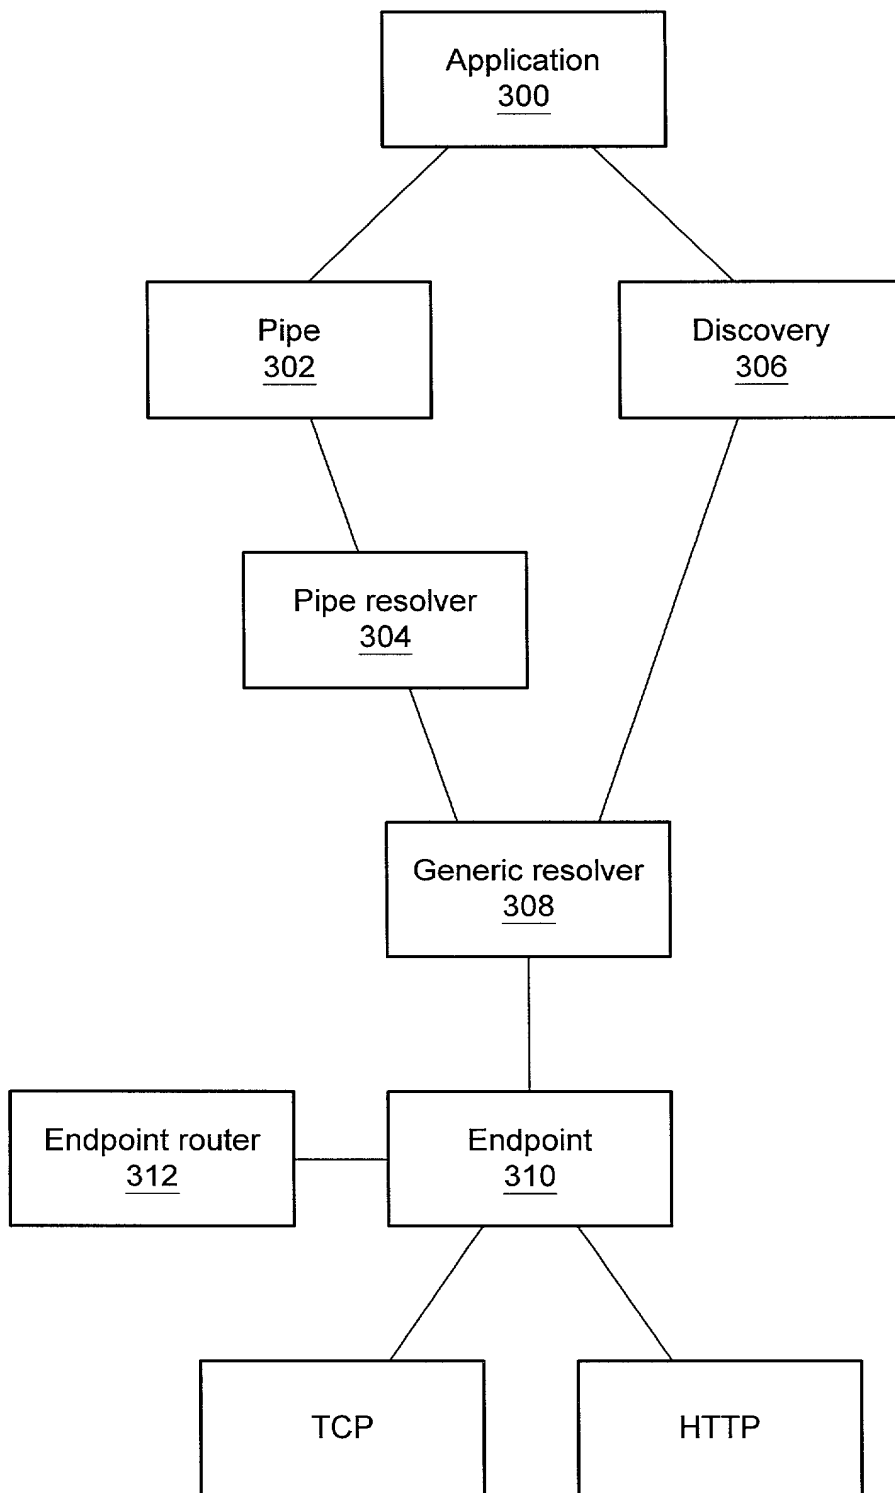 Application
300
Pipe
302
Discovery
306
Pipe resolver
304
Generic resolver
308
Endpoint router
312
Endpoint
310
TCP
HTTP